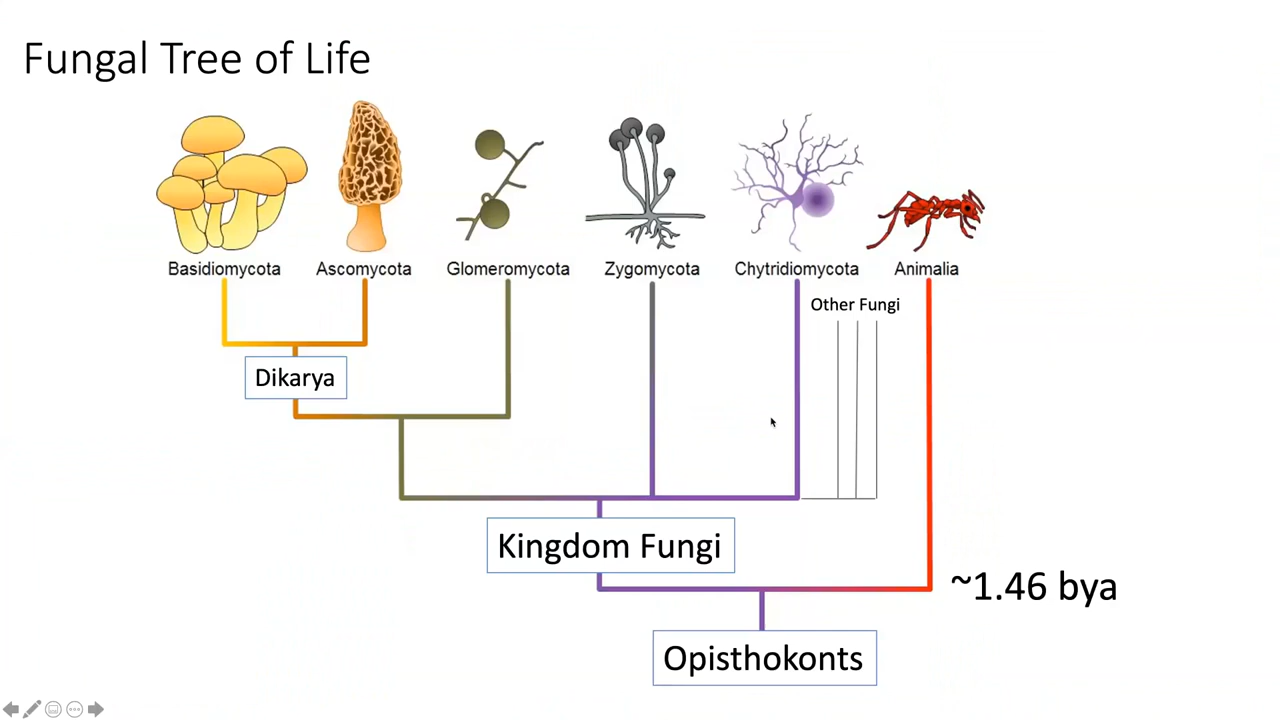 Fungal Tree of Life
Basidiomycota
Ascomycota
Glomeromycota
Zygomycota
Chytridiomycota
Animalia
Other Fungi
Dikarya
Kingdom Fungi
~1.46 bya
Opisthokonts